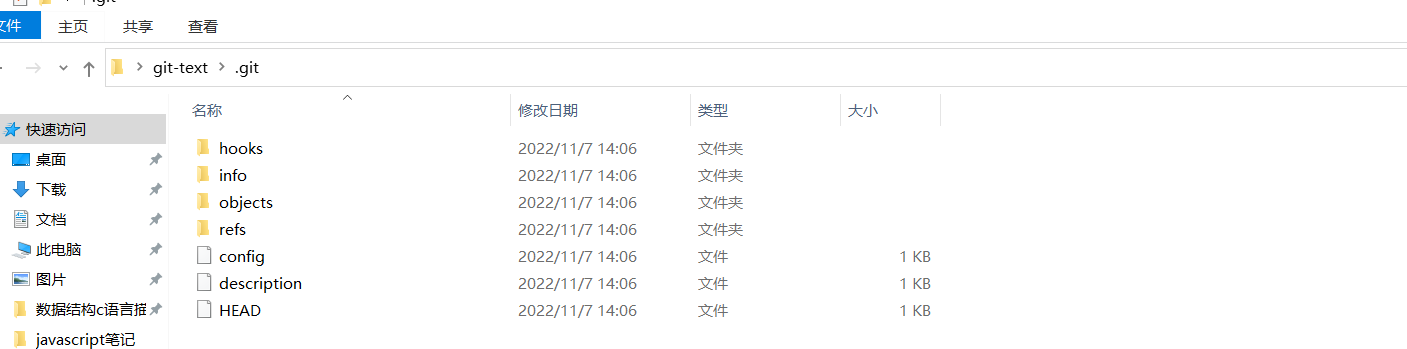 文件 主页 共享 查看
git-text .git
名称 修改日期 类型 大小
快速访问
桌面
下载
文档
此电脑
图片
数据结构c语言描
javascript笔记
hooks 2022/11/7 14:06 文件夹
info 2022/11/7 14:06 文件夹
objects 2022/11/7 14:06 文件夹
refs 2022/11/7 14:06 文件夹
config 2022/11/7 14:06 文件 1 KB
description 2022/11/7 14:06 文件 1 KB
HEAD 2022/11/7 14:06 文件 1 KB